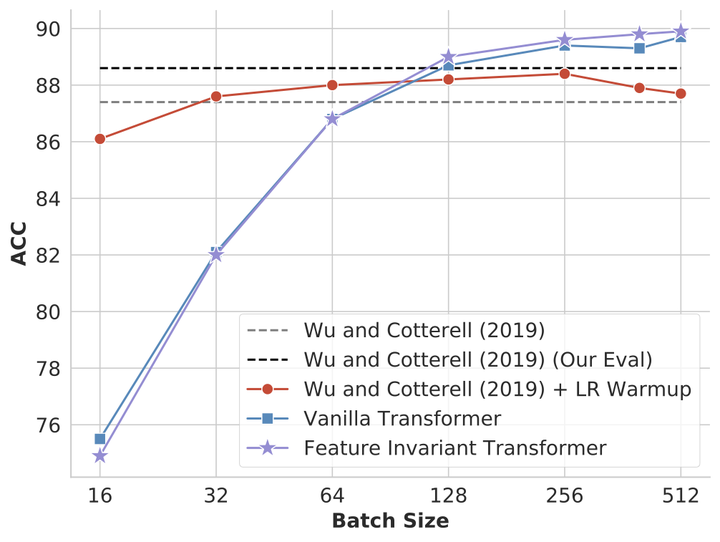 90
88
86
84
82
80
78
76
ACC
Wu and Cotterell (2019)
Wu and Cotterell (2019) (Our Eval)
Wu and Cotterell (2019) + LR Warmup
Vanilla Transformer
Feature Invariant Transformer
16 32 64 128 256 512
Batch Size